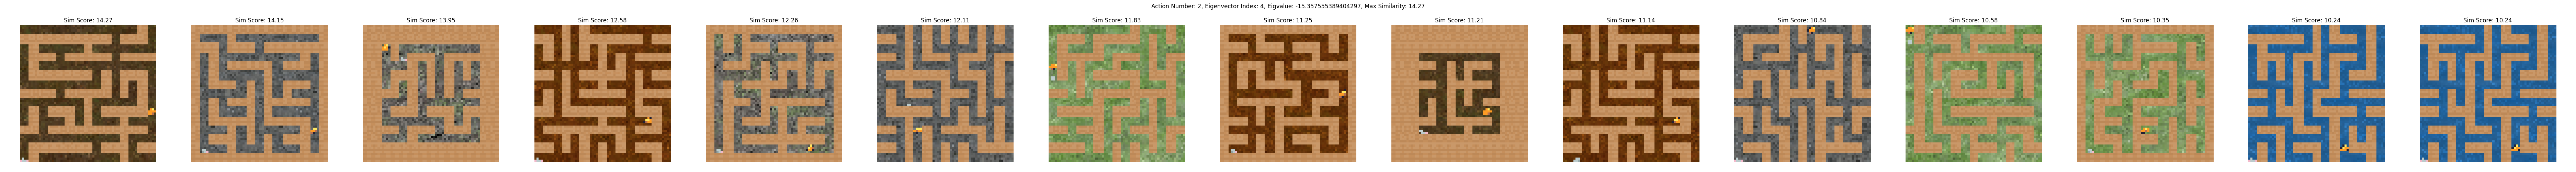 Action Number: 2, Eigenvector Index: 4, Eigvalue: -15.357555389404297, Max Similarity: 14.27
Sim Score: 14.27
Sim Score: 14.15
Sim Score: 13.95
Sim Score: 12.58
Sim Score: 12.26
Sim Score: 12.11
Sim Score: 11.83
Sim Score: 11.25
Sim Score: 11.21
Sim Score: 11.14
Sim Score: 10.84
Sim Score: 10.58
Sim Score: 10.35
Sim Score: 10.24
Sim Score: 10.24